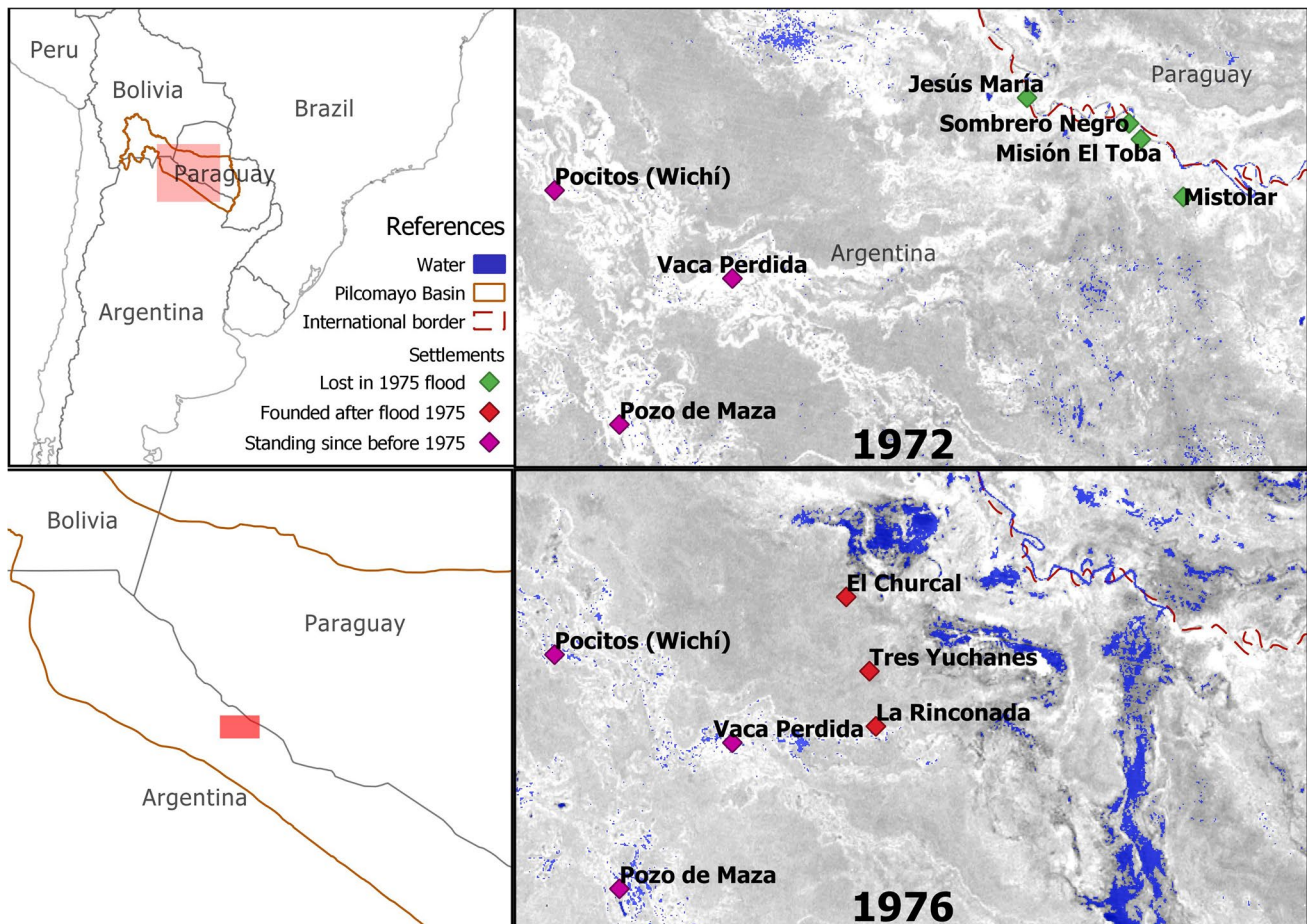 Peru
Bolivia
Brazil
Paraguay
Argentina
References
Water
Pilcomayo Basin
International border
Settlements
Lost in 1975 flood
Founded after flood 1975
Standing since before 1975
Jesús María
Paraguay
Sombrero Negro
Misión El Toba
Pocitos (Wichí)
Mistolar
Argentina
Vaca Perdida
Pozo de Maza
1972
Bolivia
Paraguay
Argentina
El Churcal
Pocitos (Wichí)
Tres Yuchanes
La Rinconada
Vaca Perdida
Pozo de Maza
1976